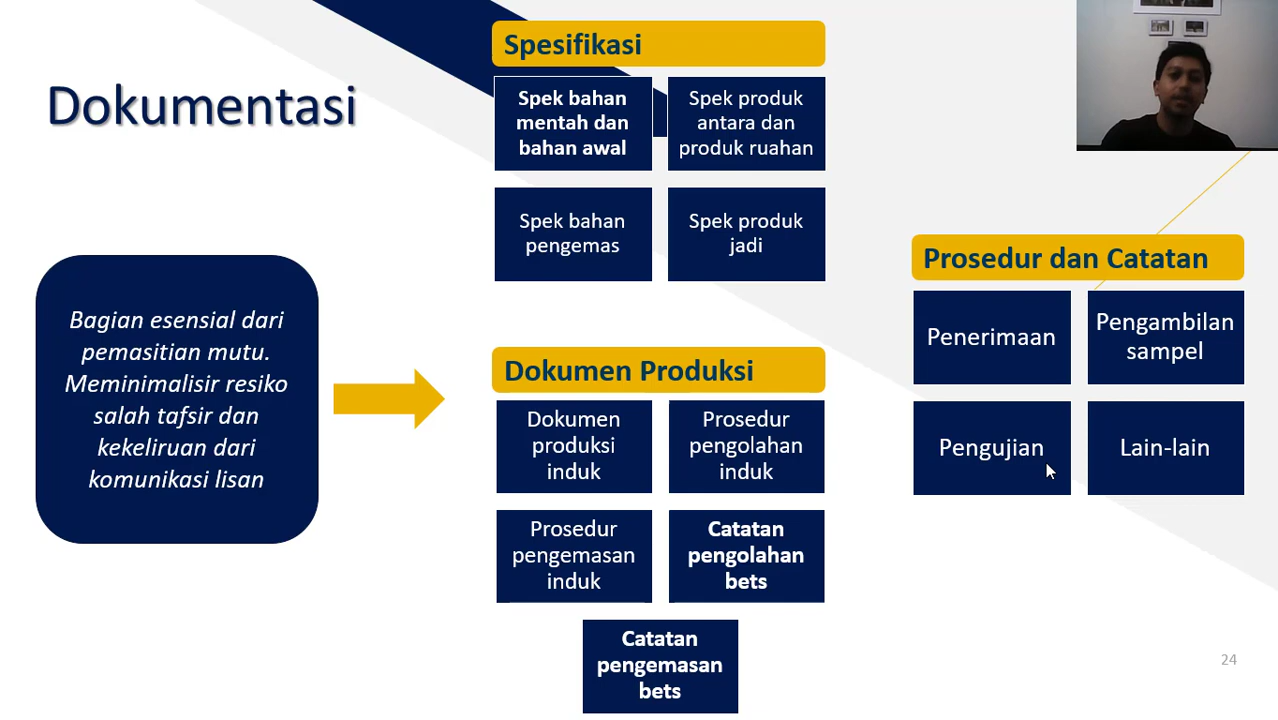 Dokumentasi
Bagian esensial dari
pemasitian mutu.
Meminimalisir resiko
salah tafsir dan
kekeliruan dari
komunikasi lisan
Spesifikasi
Spek bahan
mentah dan
bahan awal
Spek produk
antara dan
produk ruahan
Spek bahan
pengemas
Spek produk
jadi
Dokumen Produksi
Dokumen
produksi
induk
Prosedur
pengolahan
induk
Prosedur
pengemasan
induk
Catatan
pengolahan
bets
Catatan
pengemasan
bets
Prosedur dan Catatan
Penerimaan
Pengambilan
sampel
Pengujian
Lain-lain
24